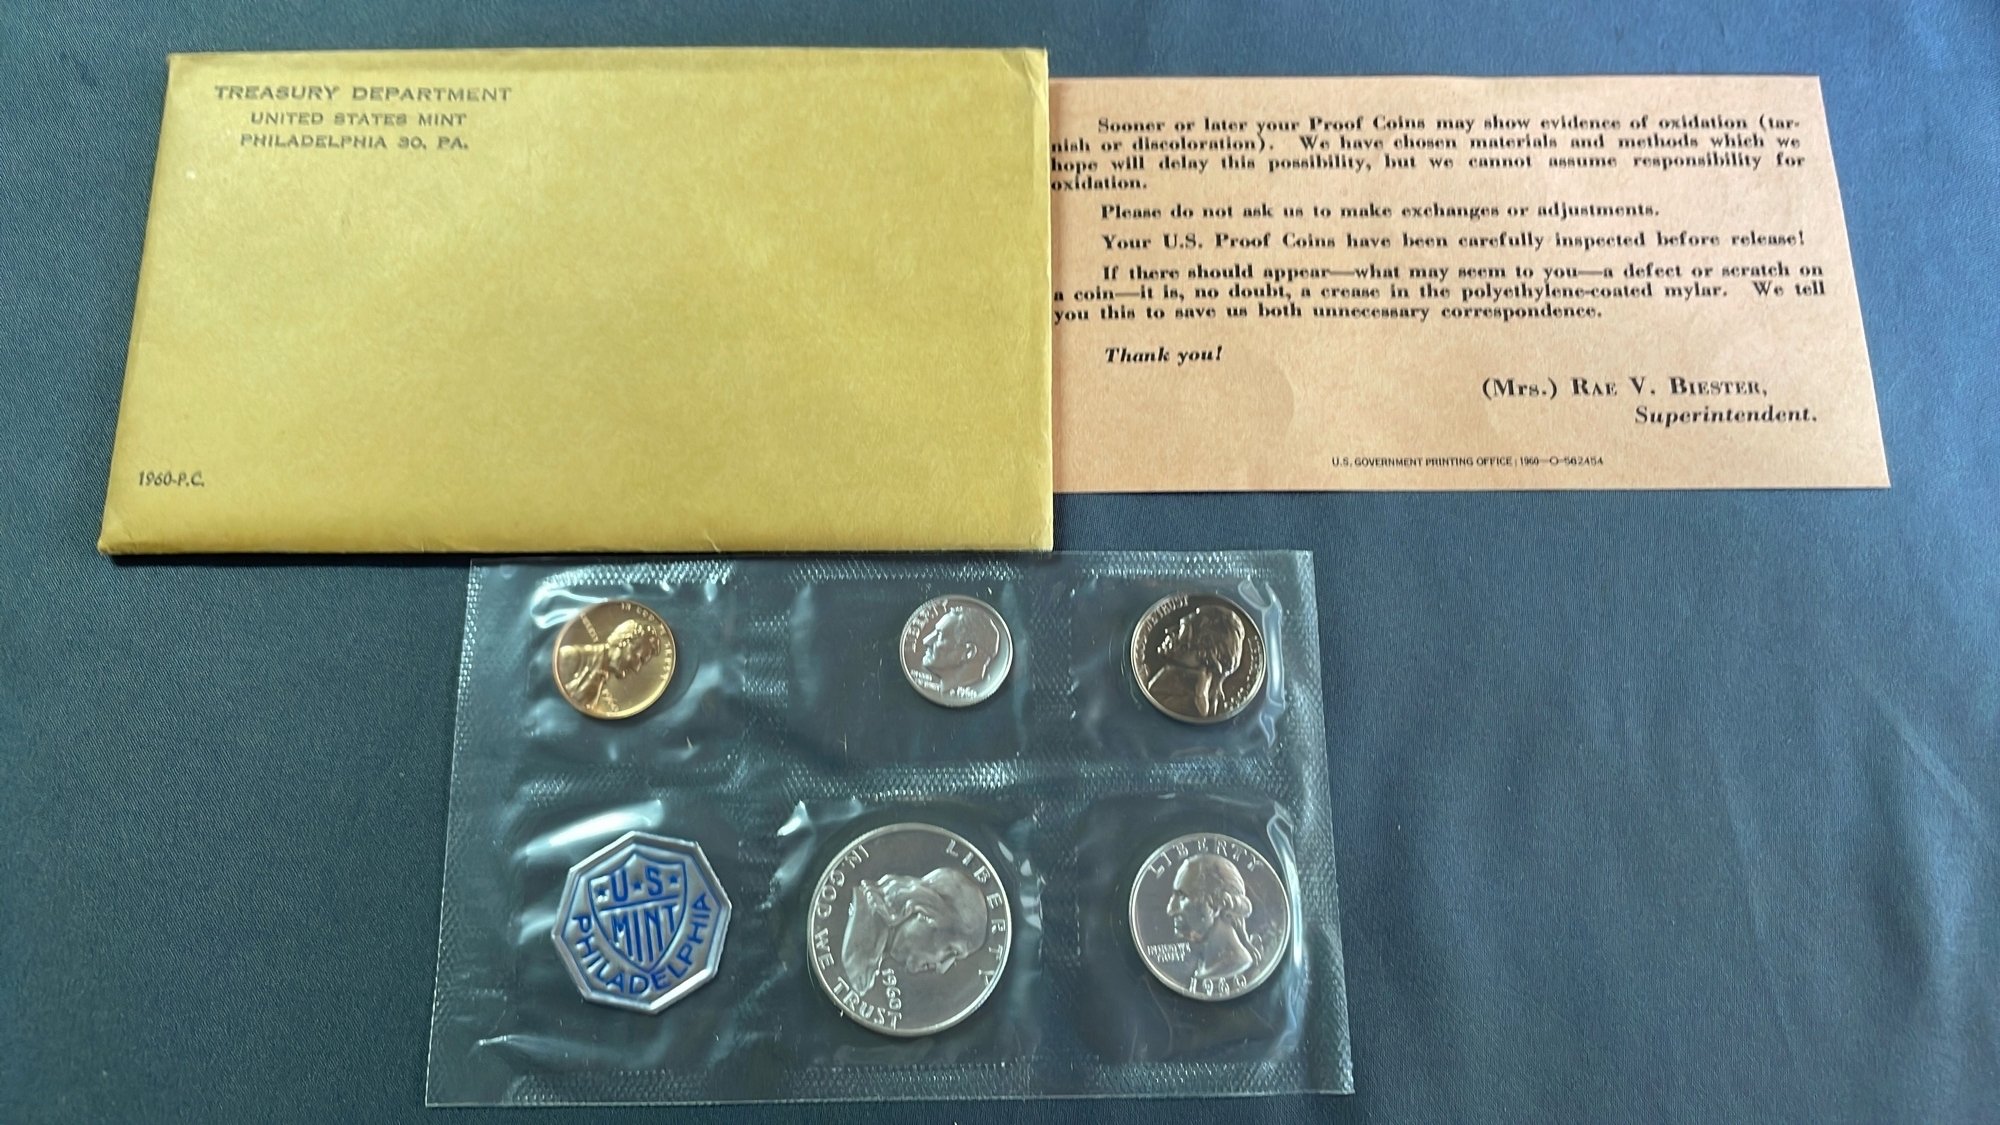 TREASURY DEPARTMENT
UNITED STATES MINT
PHILADELPHIA 30, PA.
1960-P.C.
Sooner or later your Proof Coins may show evidence of oxidation (tar-
nish or discoloration). We have chosen materials and methods which we
hope will delay this possibility, but we cannot assume responsibility for
oxidation.
Please do not ask us to make exchanges or adjustments.
Your U.S. Proof Coins have been carefully inspected before release!
If there should appear—what may seem to you—a defect or scratch on
a coin—it is, no doubt, a crease in the polyethylene-coated mylar. We tell
you this to save us both unnecessary correspondence.
Thank you!
(Mrs.) RAE V. BIESTER,
Superintendent.
U.S. GOVERNMENT PRINTING OFFICE : 1960—O-562454
LIBERTY
U★S
MINT
PHILADELPHIA
LIBERTY
IN GOD WE TRUST
1960
LIBERTY
IN GOD WE
TRUST
1960